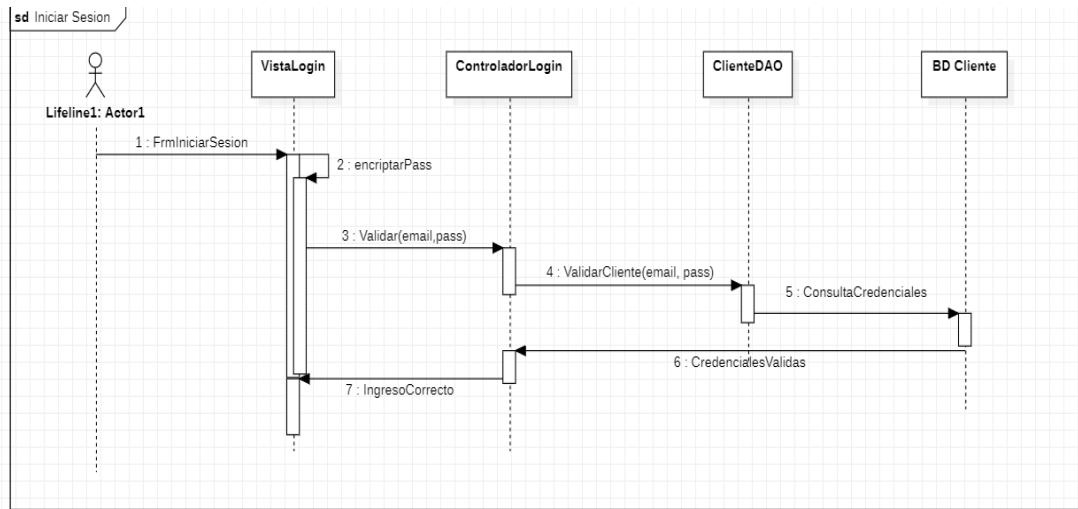 sd Iniciar Sesion
VistaLogin
ControladorLogin
ClienteDAO
BD Cliente
Lifeline1: Actor1
1 : FrmIniciarSesion
2 : encriptarPass
3 : Validar(email,pass)
4 : ValidarCliente(email, pass)
5 : ConsultaCredenciales
6 : CredencialesValidas
7 : IngresoCorrecto